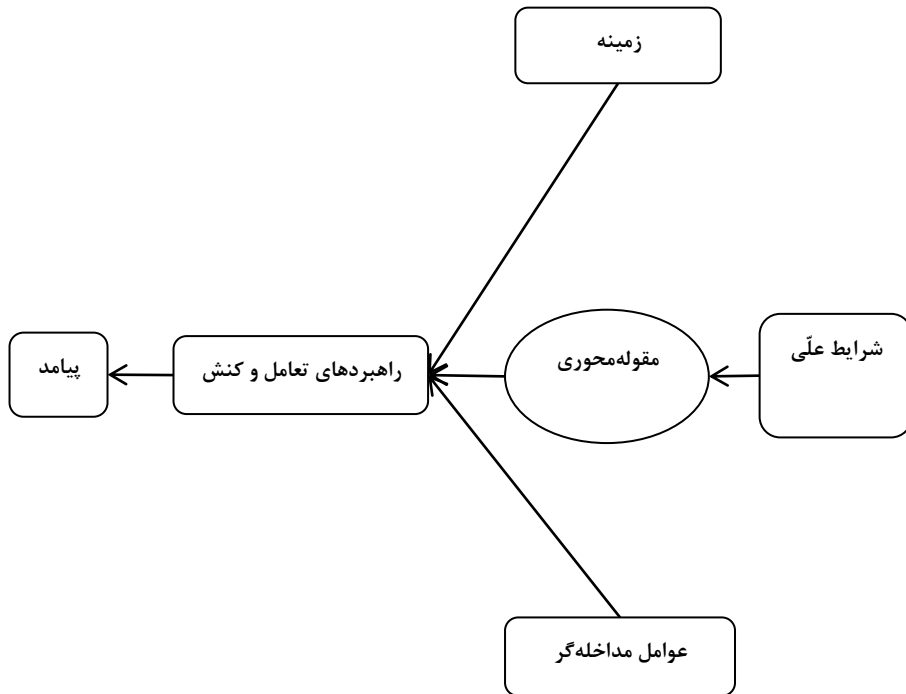 زمینه
شرایط علّی
مقوله‌محوری
راهبردهای تعامل و کنش
پیامد
عوامل مداخله‌گر